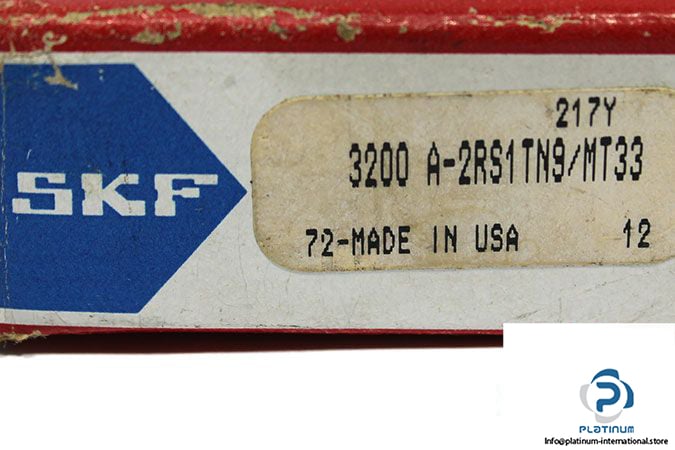 217Y
SKF
3200 A-2RS1TN9/MT33
72-MADE IN USA 12
PLATINUM
Info@platinum-international.store